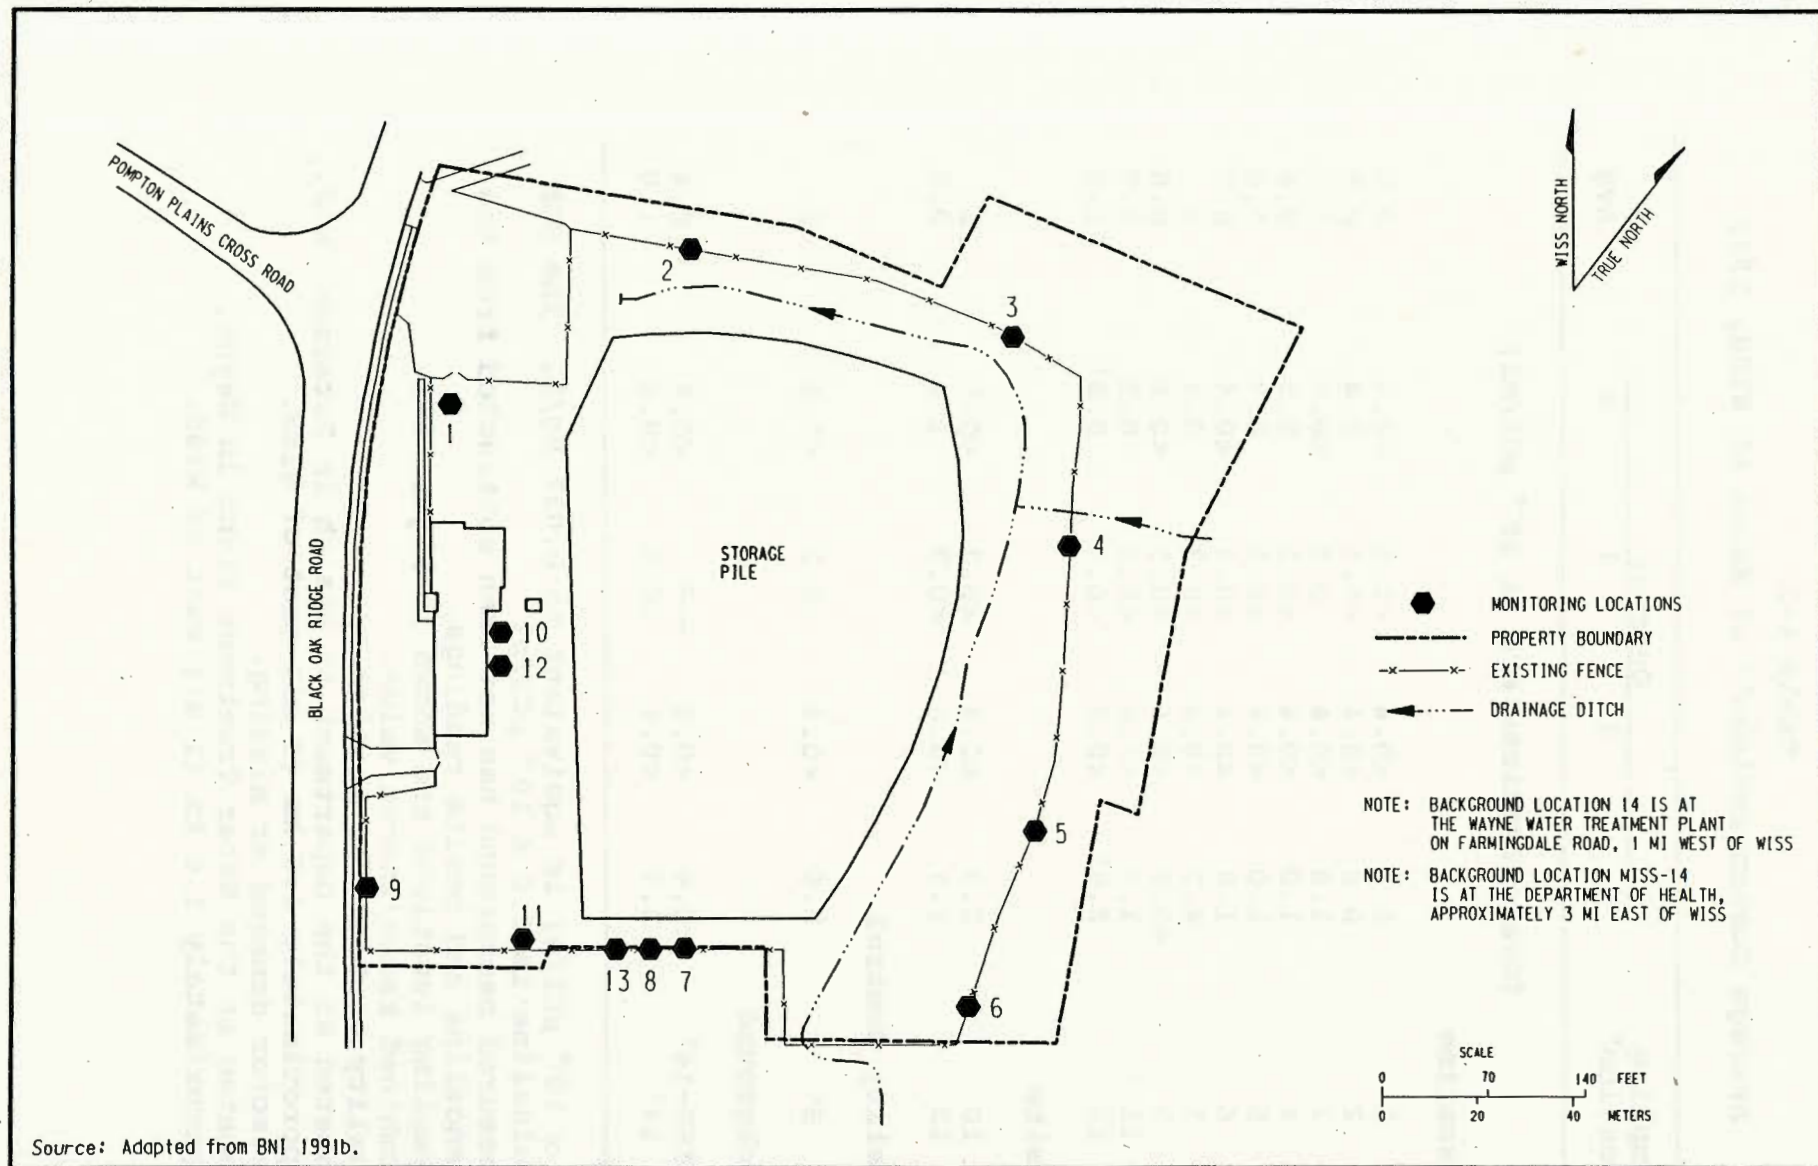 POMPTON PLAINS CROSS ROAD
BLACK OAK RIDGE ROAD
STORAGE
PILE
1
2
3
4
5
6
7
8
13
11
9
10
12
WISS NORTH
TRUE NORTH
MONITORING LOCATIONS
PROPERTY BOUNDARY
EXISTING FENCE
DRAINAGE DITCH
NOTE: BACKGROUND LOCATION 14 IS AT
THE WAYNE WATER TREATMENT PLANT
ON FARMINGDALE ROAD, 1 MI WEST OF WISS
NOTE: BACKGROUND LOCATION MISS-14
IS AT THE DEPARTMENT OF HEALTH,
APPROXIMATELY 3 MI EAST OF WISS
SCALE
0 70 140 FEET
0 20 40 METERS
Source: Adapted from BNI 1991b.